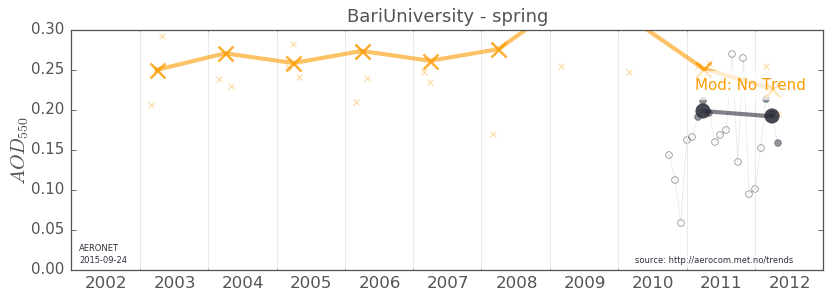 BariUniversity - spring
0.30
0.25
0.20
0.15
0.10
0.05
0.00
AOD550
Mod: No Trend
AERONET
2015-09-24
source: http://aerocom.met.no/trends
2002 2003 2004 2005 2006 2007 2008 2009 2010 2011 2012